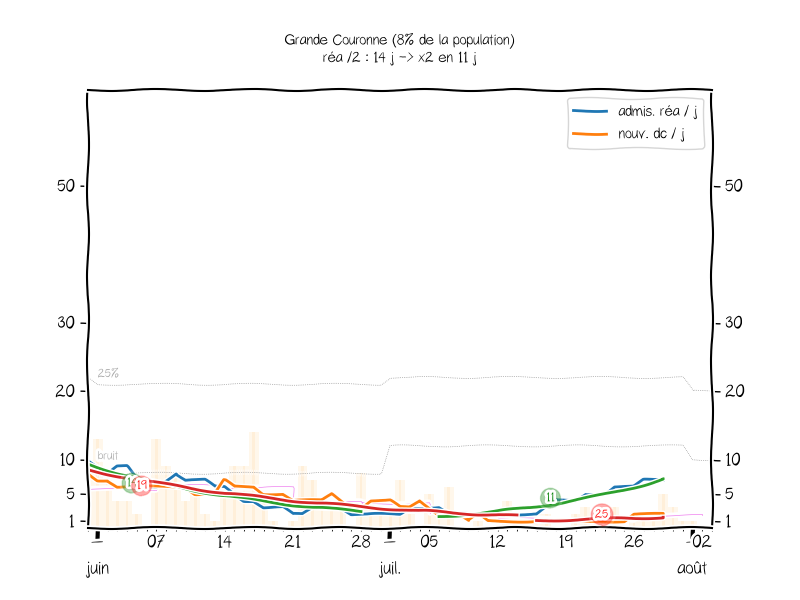 Grande Couronne (8% de la population)
réa /2 : 14 j -> x2 en 11 j
admis. réa / j
nouv. dc / j
50 50
30 30
25%
20 20
bruit
10 10
19 11
5 5
25
1 1
07 14 21 28 05 12 19 26 02
juin juil. août